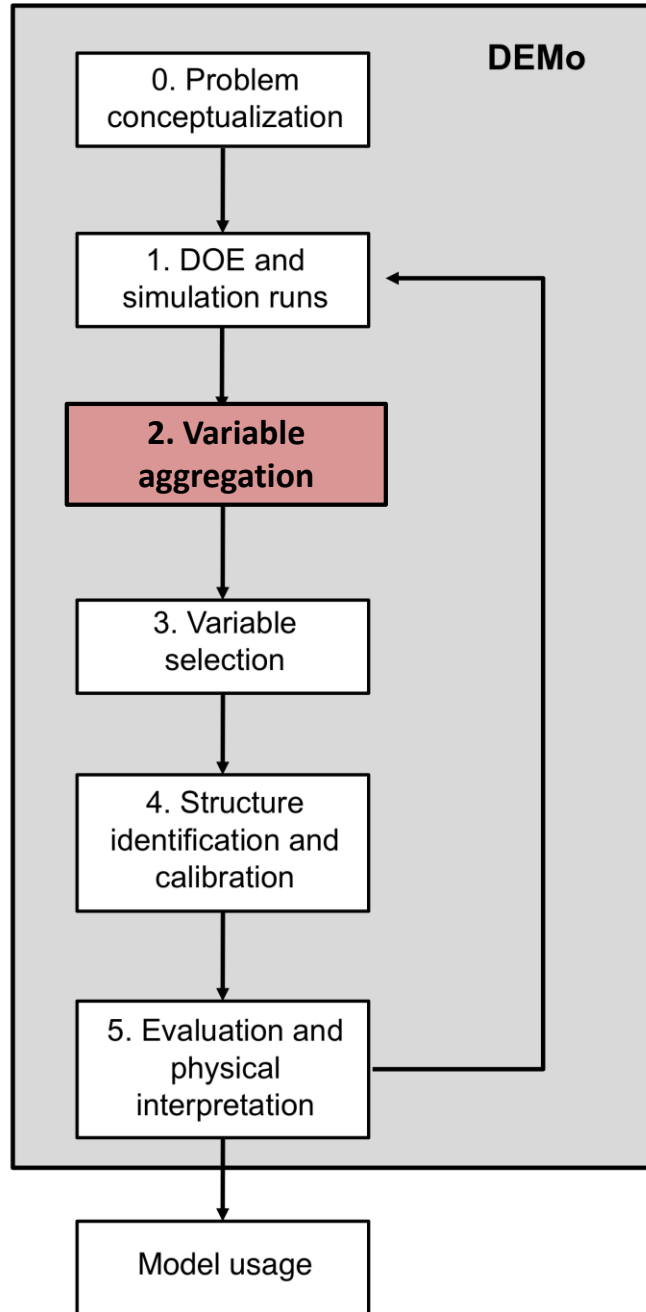 DEMo
0. Problem
conceptualization
1. DOE and
simulation runs
2. Variable
aggregation
3. Variable
selection
4. Structure
identification and
calibration
5. Evaluation and
physical
interpretation
Model usage